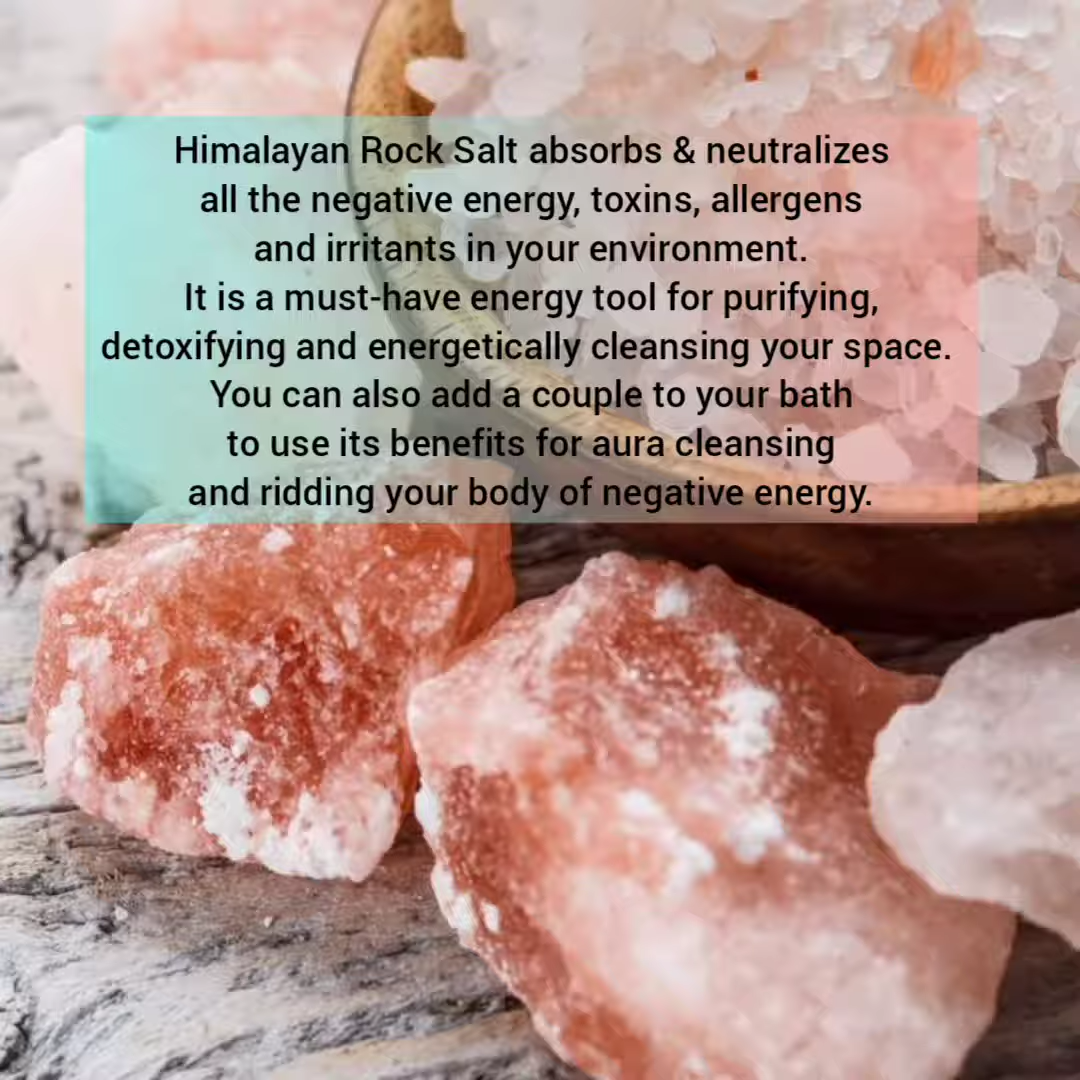 Himalayan Rock Salt absorbs & neutralizes
all the negative energy, toxins, allergens
and irritants in your environment.
It is a must-have energy tool for purifying,
detoxifying and energetically cleansing your space.
You can also add a couple to your bath
to use its benefits for aura cleansing
and ridding your body of negative energy.